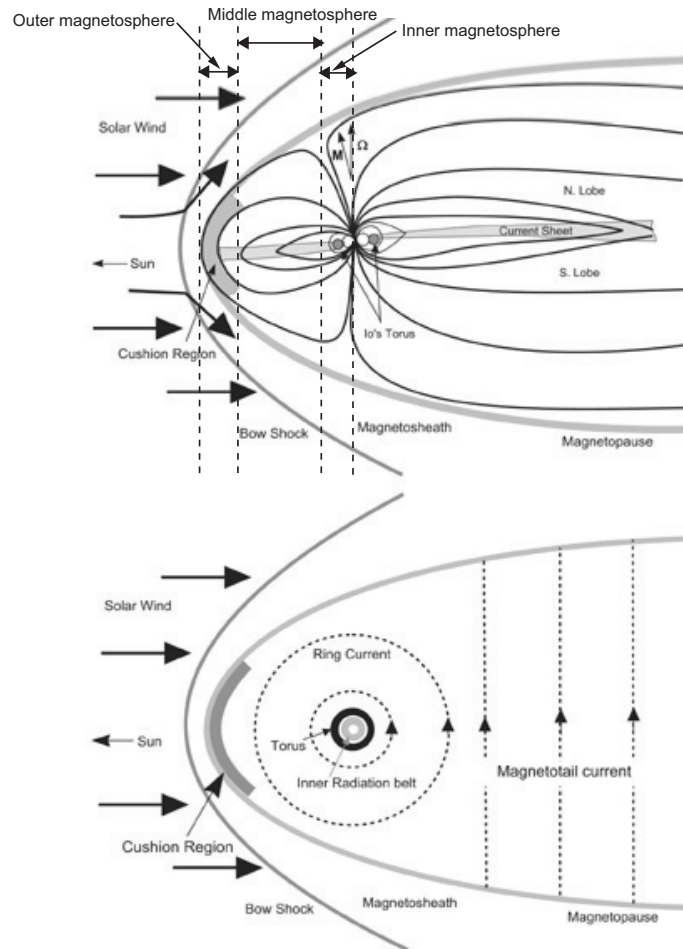 Outer magnetosphere
Middle magnetosphere
Inner magnetosphere
Solar Wind
M
Ω
N. Lobe
Current Sheet
Sun
S. Lobe
Io's Torus
Cushion Region
Bow Shock
Magnetosheath
Magnetopause
Solar Wind
Ring Current
Sun
Torus
Inner Radiation belt
Magnetotail current
Cushion Region
Bow Shock
Magnetosheath
Magnetopause